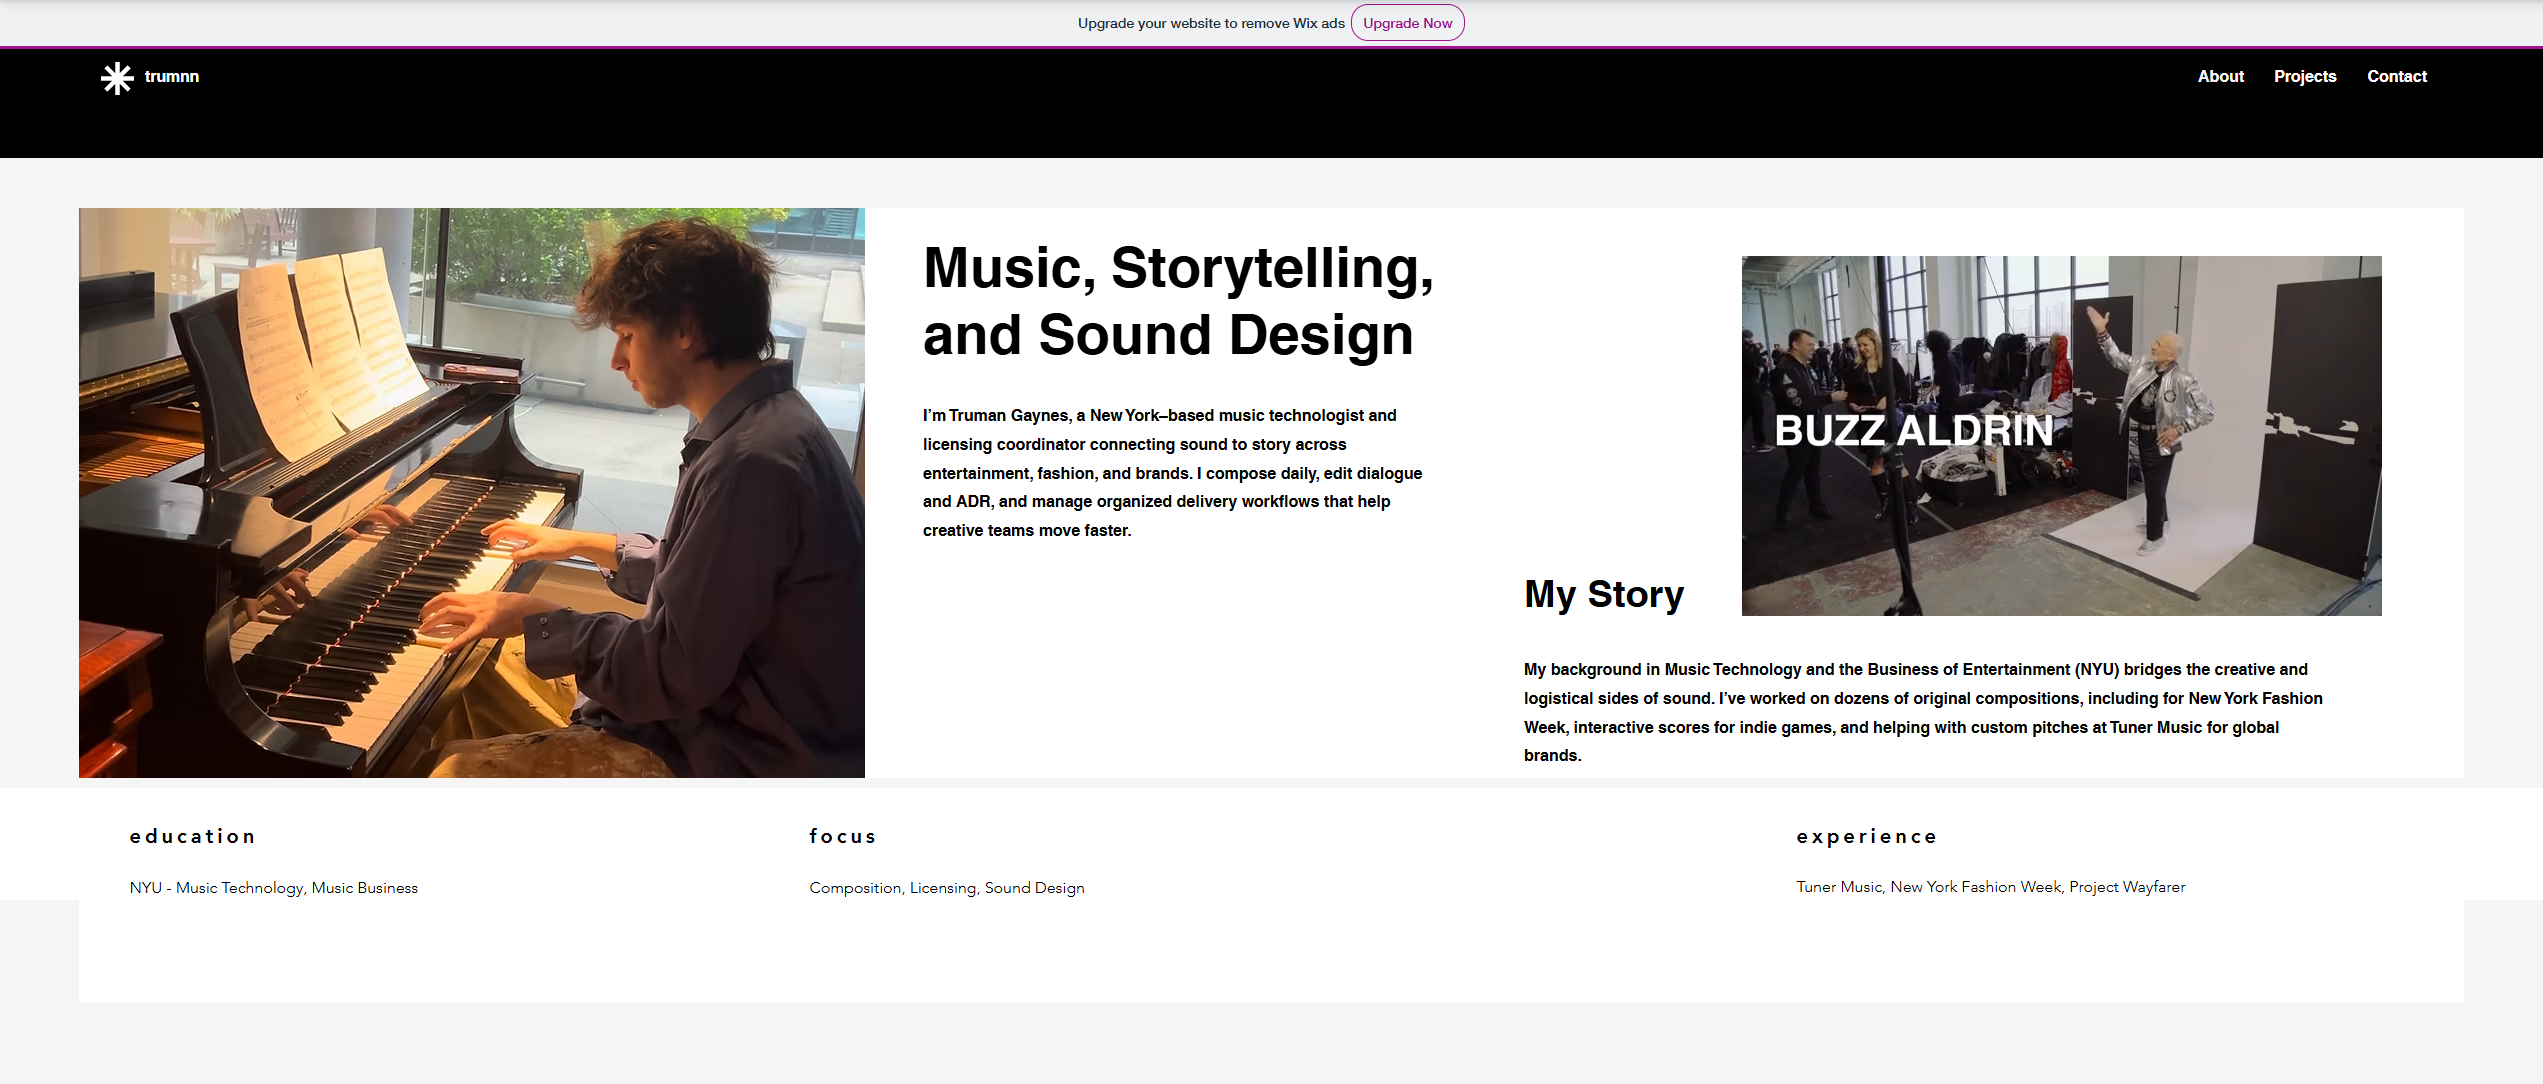 Upgrade your website to remove Wix ads Upgrade Now
trumnn
About Projects Contact
Music, Storytelling,
and Sound Design
I'm Truman Gaynes, a New York–based music technologist and
licensing coordinator connecting sound to story across
entertainment, fashion, and brands. I compose daily, edit dialogue
and ADR, and manage organized delivery workflows that help
creative teams move faster.
BUZZ ALDRIN
My Story
My background in Music Technology and the Business of Entertainment (NYU) bridges the creative and
logistical sides of sound. I've worked on dozens of original compositions, including for New York Fashion
Week, interactive scores for indie games, and helping with custom pitches at Tuner Music for global
brands.
education
NYU - Music Technology, Music Business
focus
Composition, Licensing, Sound Design
experience
Tuner Music, New York Fashion Week, Project Wayfarer